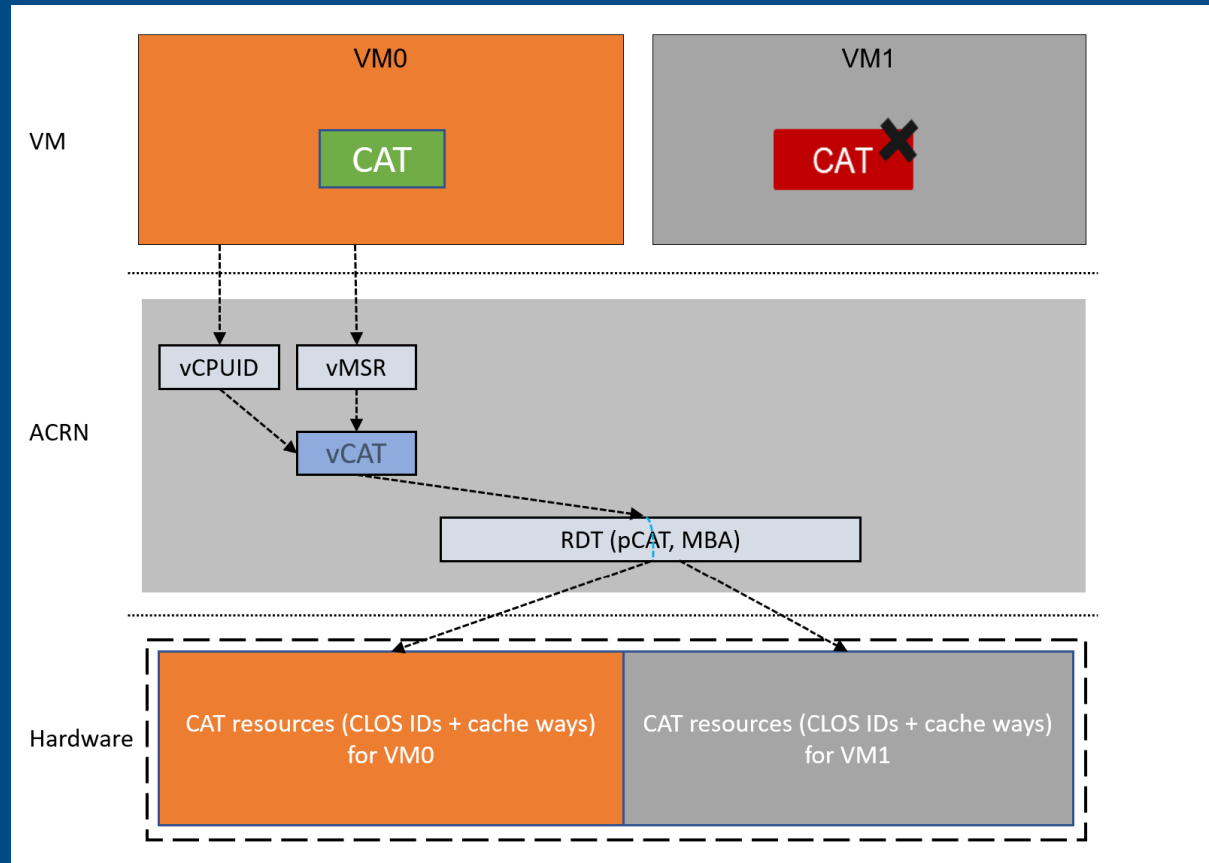 VM0
VM1
VM
CAT
CAT
vCPUID
vMSR
ACRN
vCAT
RDT (pCAT, MBA)
CAT resources (CLOS IDs + cache ways)
for VM0
CAT resources (CLOS IDs + cache ways)
for VM1
Hardware